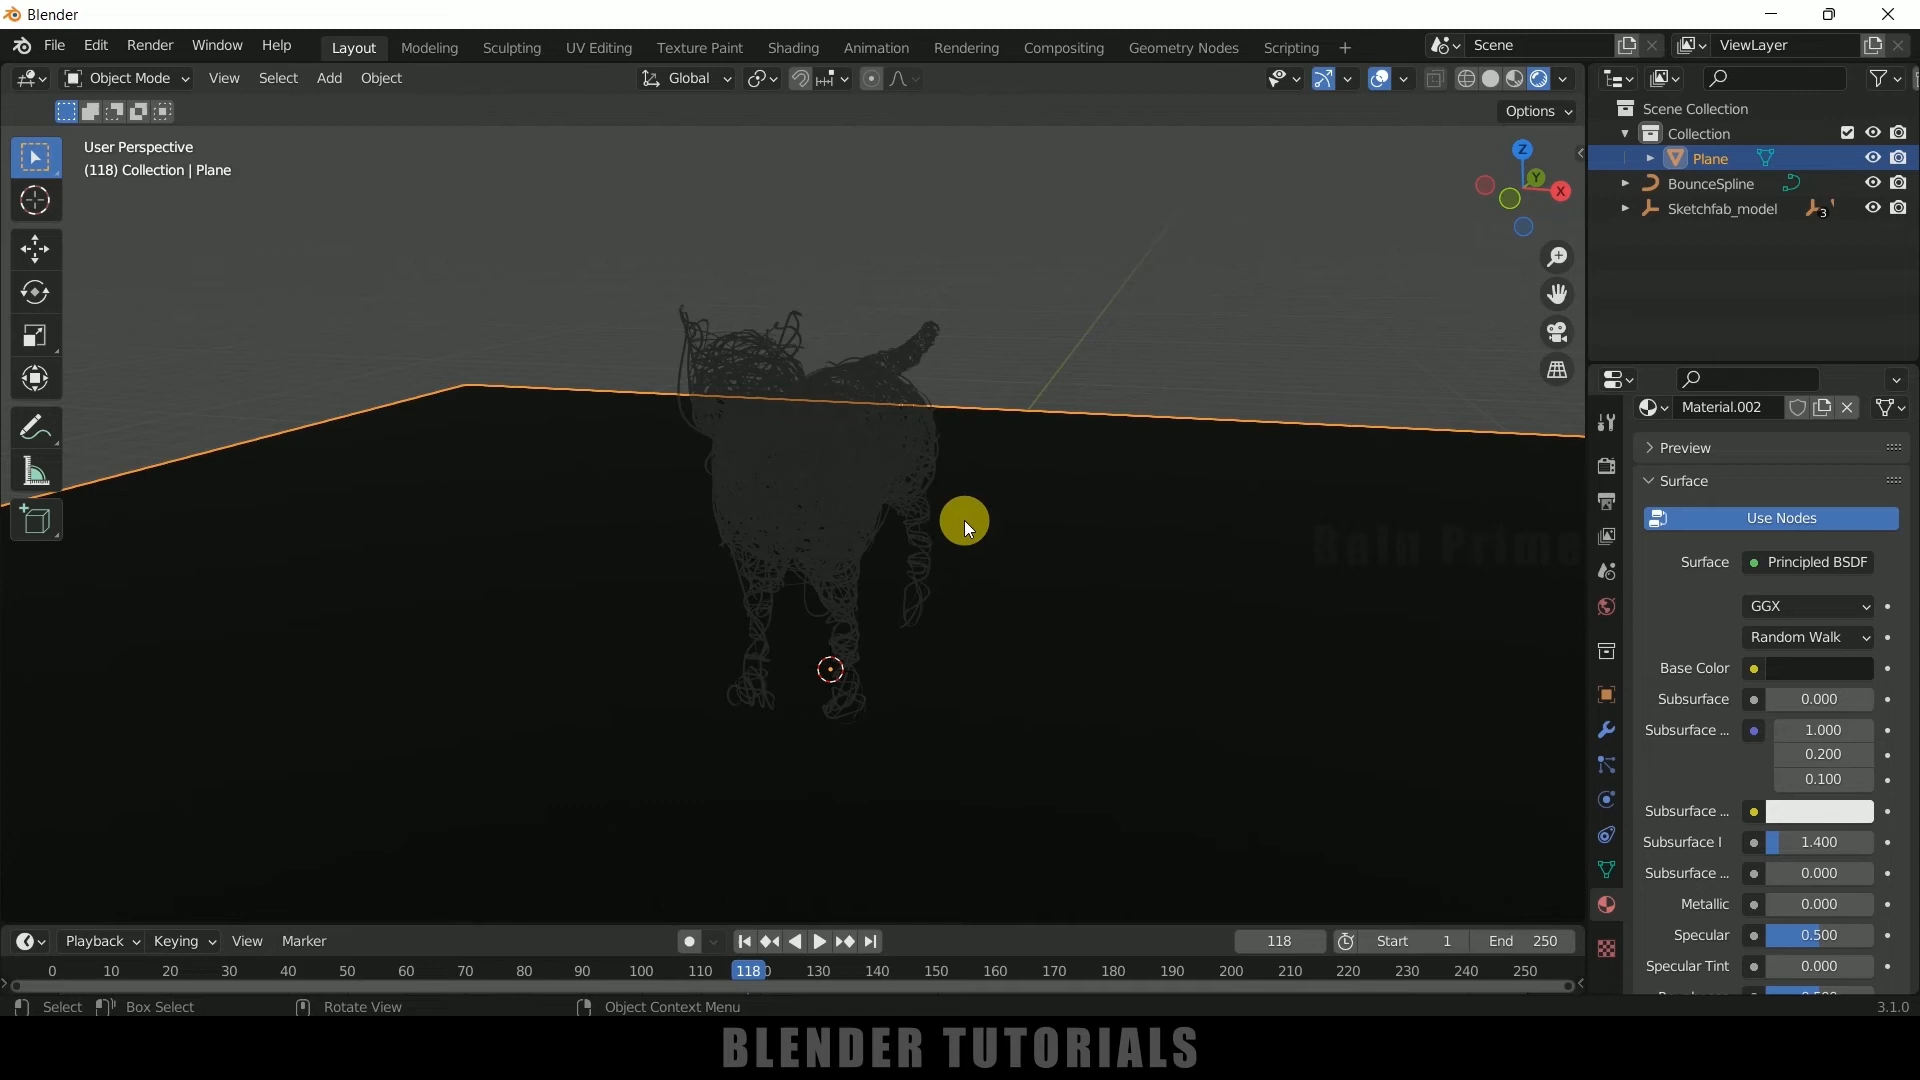 Blender
File Edit Render Window Help
Layout Modeling Sculpting UV Editing Texture Paint Shading Animation Rendering Compositing Geometry Nodes Scripting +
Scene
ViewLayer
Object Mode View Select Add Object
Global
Options
User Perspective
(118) Collection | Plane
Z
Y
X
Scene Collection
Collection
Plane
BounceSpline
Sketchfab_model
3
Material.002
Preview
Surface
Use Nodes
Surface Principled BSDF
GGX
Random Walk
Base Color
Subsurface 0.000
Subsurface ... 1.000
0.200
0.100
Subsurface ...
Subsurface I 1.400
Subsurface ... 0.000
Metallic 0.000
Specular 0.500
Specular Tint 0.000
Playback Keying View Marker
118
Start 1 End 250
0 10 20 30 40 50 60 70 80 90 100 110 118 130 140 150 160 170 180 190 200 210 220 230 240 250
Select Box Select Rotate View Object Context Menu
3.1.0
BLENDER TUTORIALS